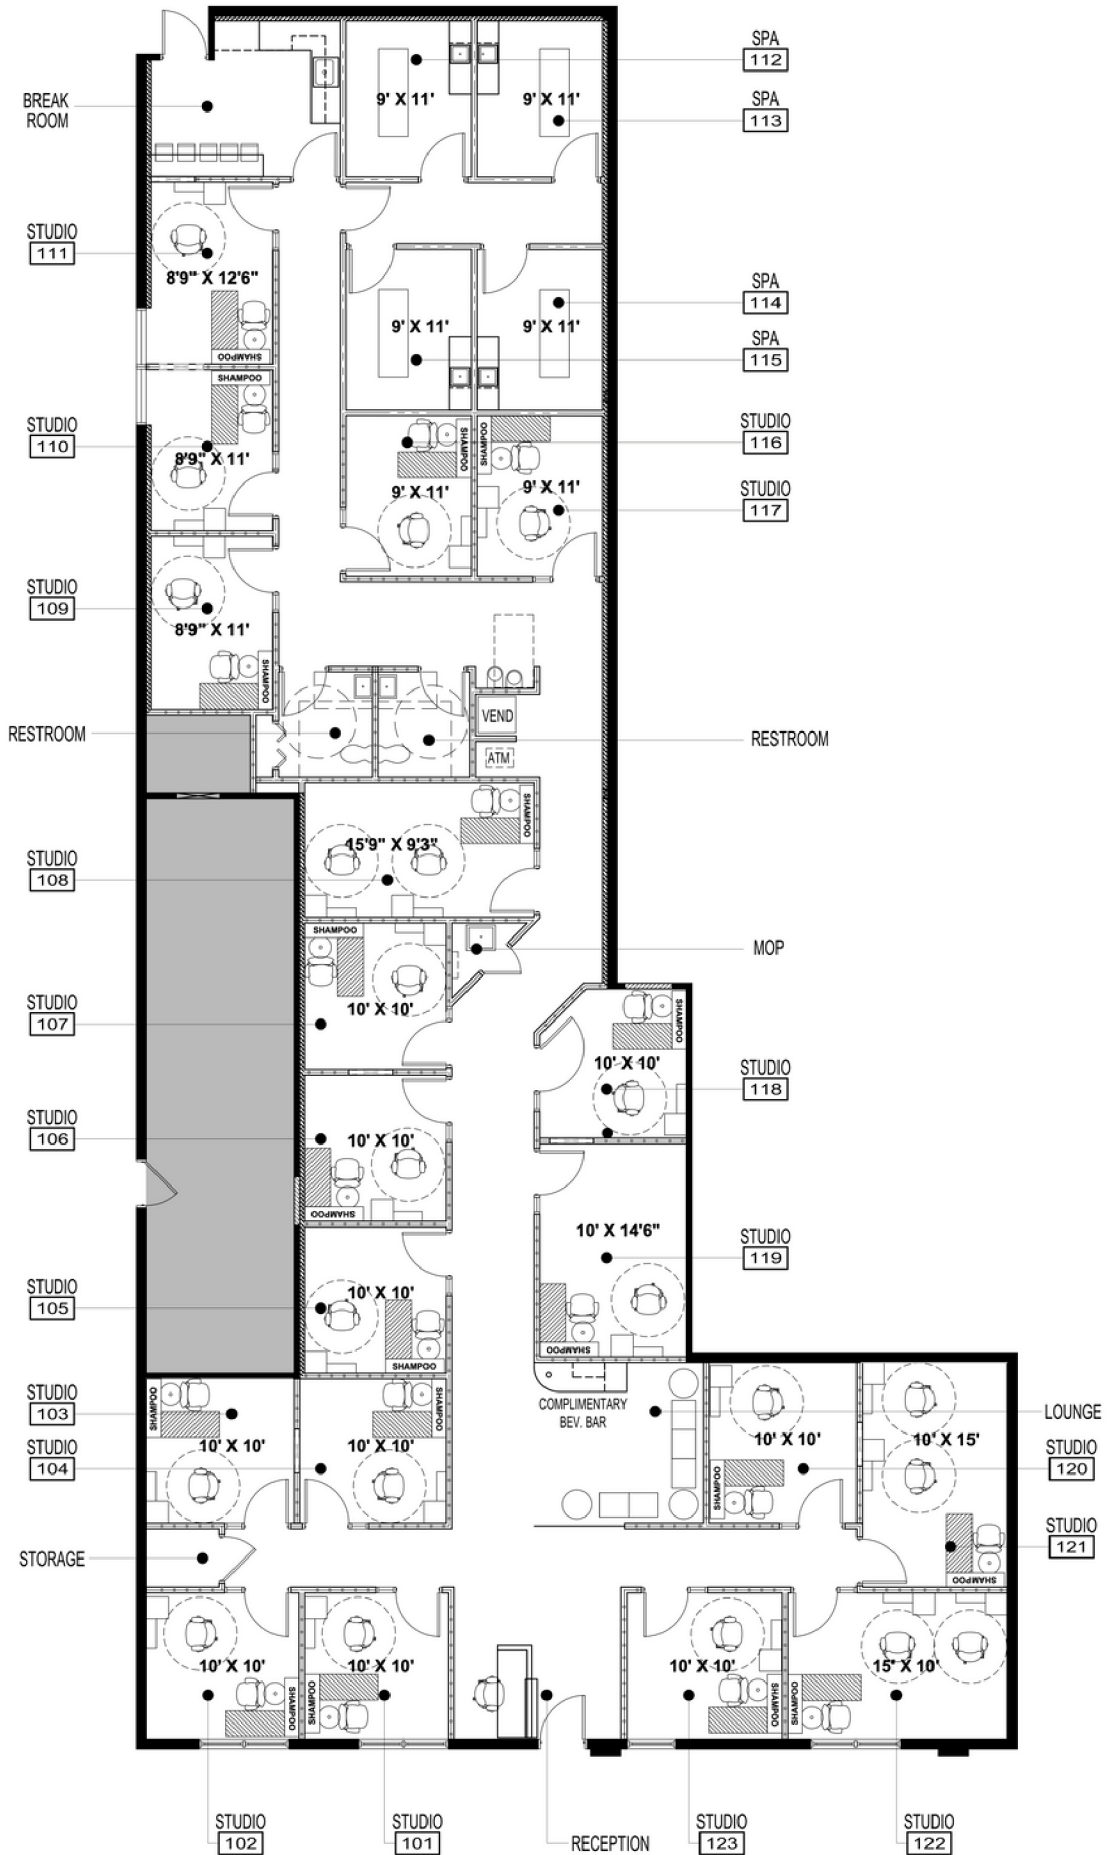 SPA
112
BREAK
ROOM
9' X 11'
9' X 11'
SPA
113
STUDIO
111
8'9" X 12'6"
SPA
114
9' X 11'
9' X 11'
SPA
115
SHAMPOO
SHAMPOO
STUDIO
110
8'9" X 11'
SHAMPOO
SHAMPOO
STUDIO
116
9' X 11'
9' X 11'
STUDIO
117
STUDIO
109
8'9" X 11'
SHAMPOO
RESTROOM
VEND
RESTROOM
ATM
SHAMPOO
15'9" X 9'3"
STUDIO
108
SHAMPOO
MOP
STUDIO
107
10' X 10'
SHAMPOO
10' X 10'
STUDIO
118
STUDIO
106
10' X 10'
SHAMPOO
10' X 14'6"
STUDIO
119
STUDIO
105
10' X 10'
SHAMPOO
SHAMPOO
STUDIO
103
SHAMPOO
SHAMPOO
COMPLIMENTARY
BEV. BAR
LOUNGE
10' X 10'
10' X 10'
10' X 10'
10' X 15'
STUDIO
104
SHAMPOO
STUDIO
120
STUDIO
121
SHAMPOO
STORAGE
10' X 10'
10' X 10'
10' X 10'
15' X 10'
SHAMPOO
SHAMPOO
SHAMPOO
SHAMPOO
STUDIO
102
STUDIO
101
RECEPTION
STUDIO
123
STUDIO
122